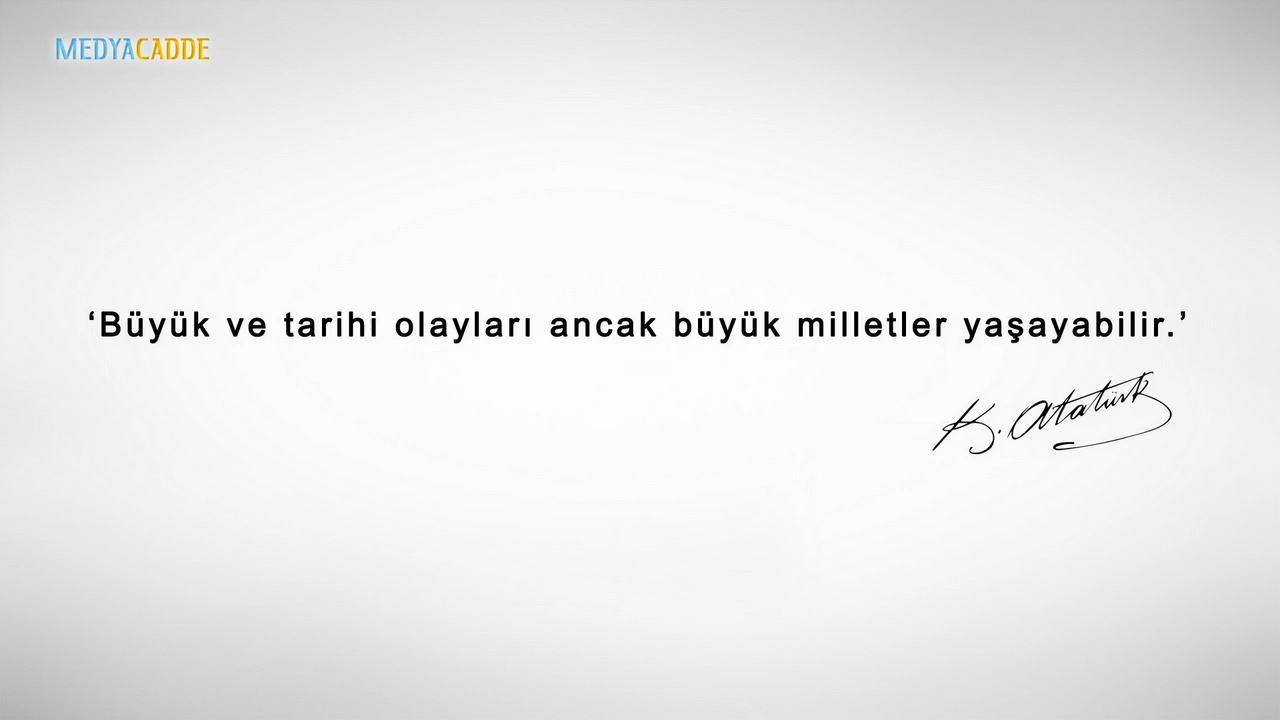 MEDYACADDE
‘Büyük ve tarihi olayları ancak büyük milletler yaşayabilir.’
K. Atatürk